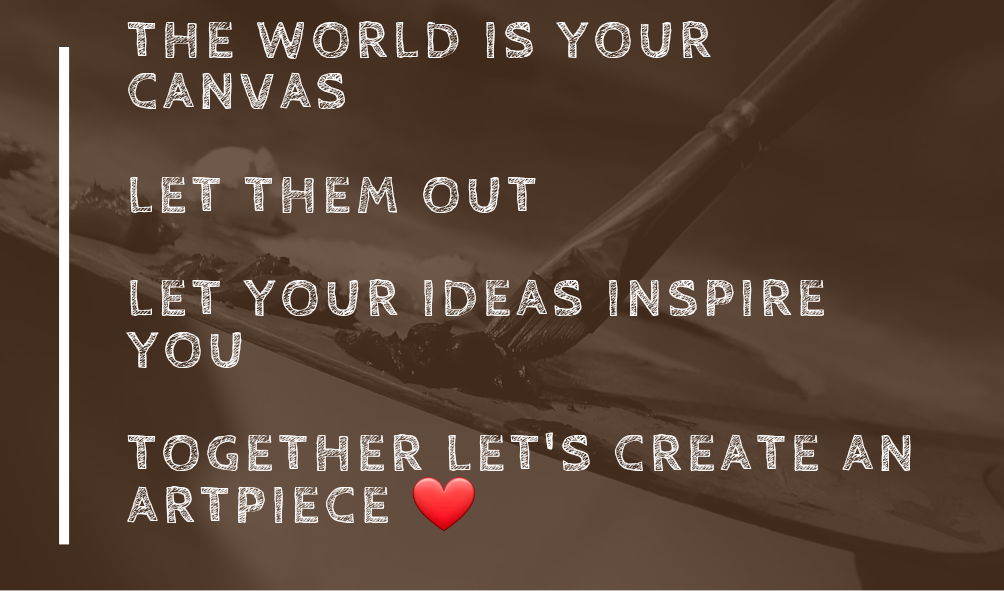 THE WORLD IS YOUR
CANVAS
LET THEM OUT
LET YOUR IDEAS INSPIRE
YOU
TOGETHER LET'S CREATE AN
ARTPIECE ❤️